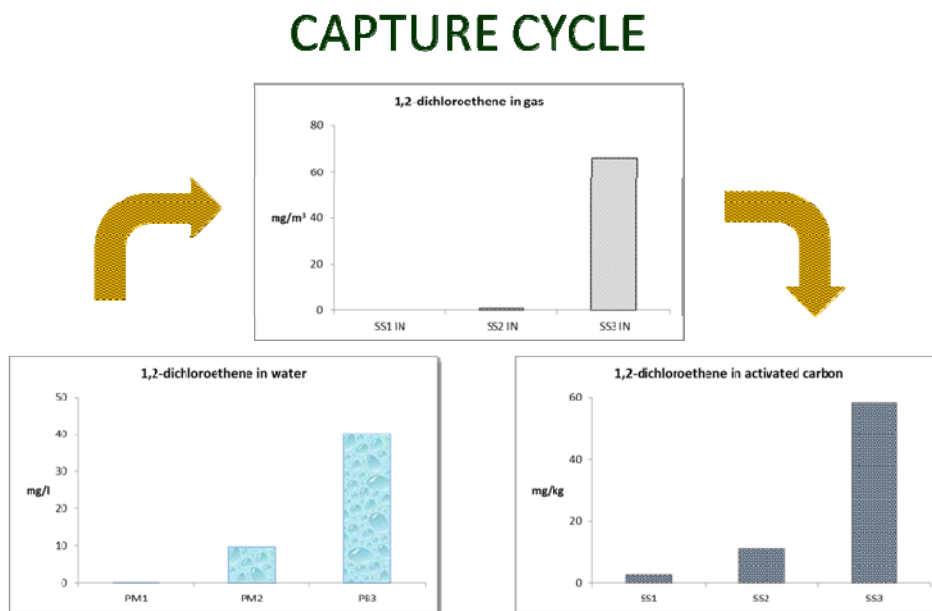 CAPTURE CYCLE
1,2-dichloroethene in gas
80
60
mg/m³
40
20
0
SS1 IN
SS2 IN
SS3 IN
1,2-dichloroethene in water
50
40
30
mg/l
20
10
0
PM1
PM2
PB3
1,2-dichloroethene in activated carbon
60
40
mg/kg
20
0
SS1
SS2
SS3